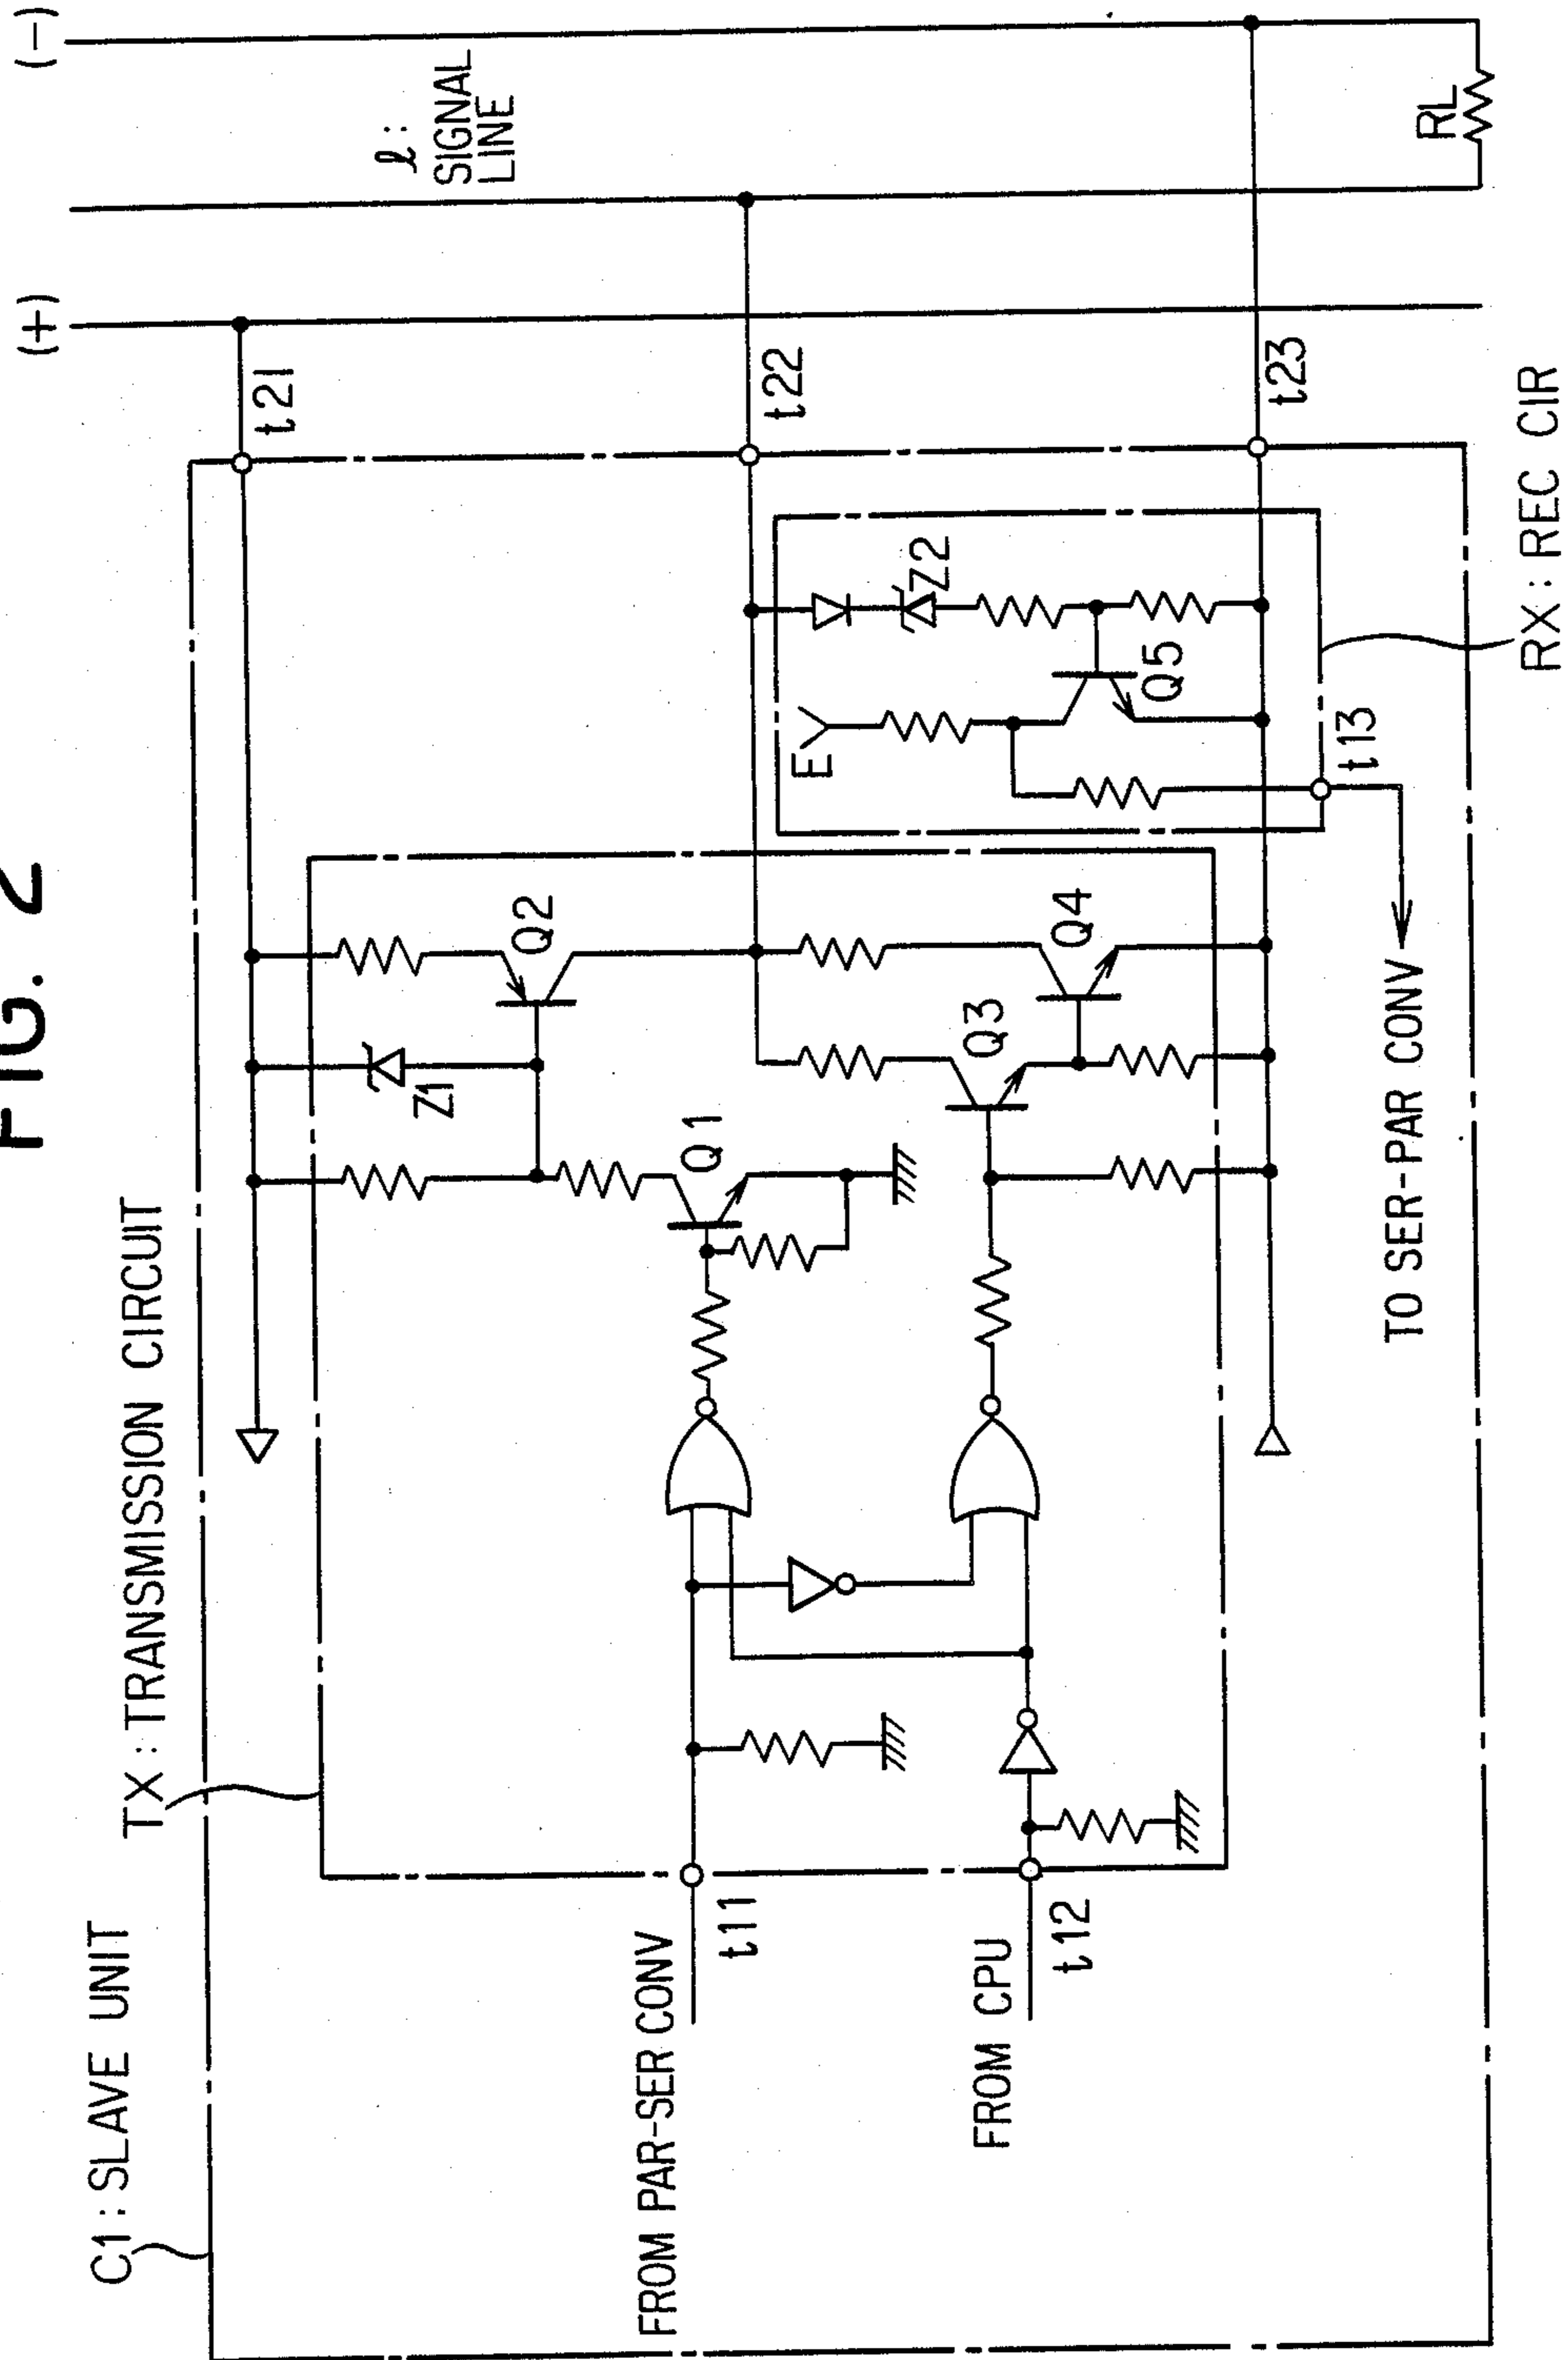 FIG. 2
C1: SLAVE UNIT
TX: TRANSMISSION CIRCUIT
(+)
(-)
ℓ:
SIGNAL
LINE
t21
t22
t23
Z1
Q2
Q1
Q3
Q4
E
Z2
Q5
t13
RL
FROM PAR-SER CONV
t11
FROM CPU
t12
TO SER-PAR CONV
RX: REC CIR